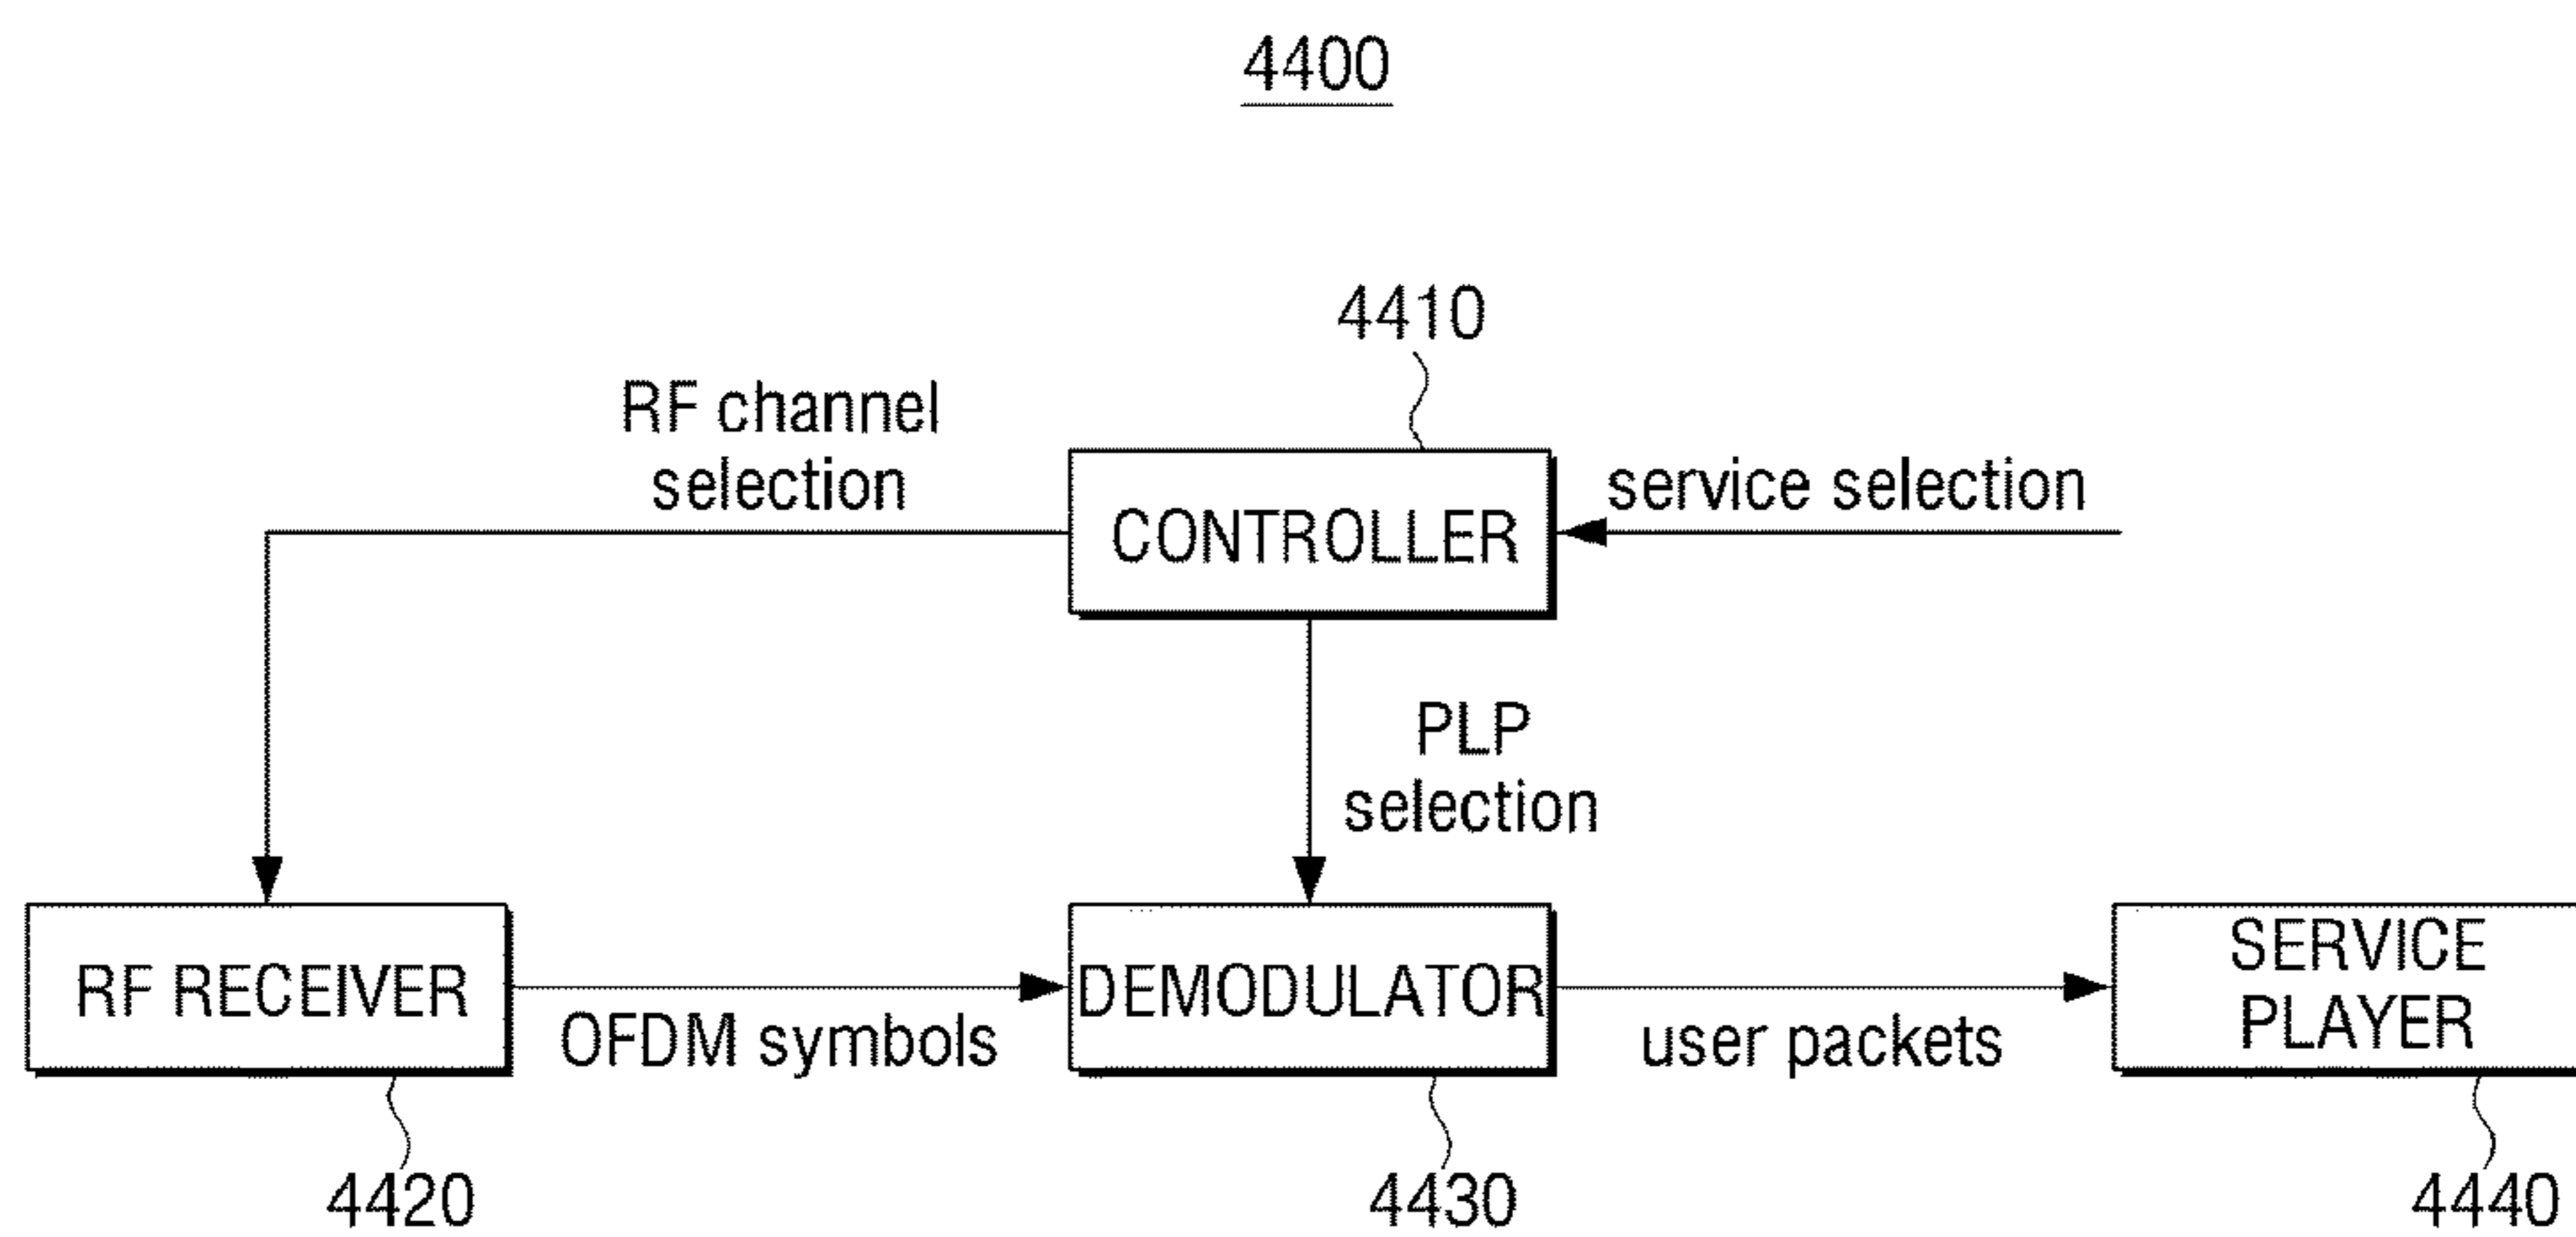 4400
4410
RF channel
selection
CONTROLLER
service selection
PLP
selection
RF RECEIVER
OFDM symbols
DEMODULATOR
user packets
SERVICE
PLAYER
4420
4430
4440